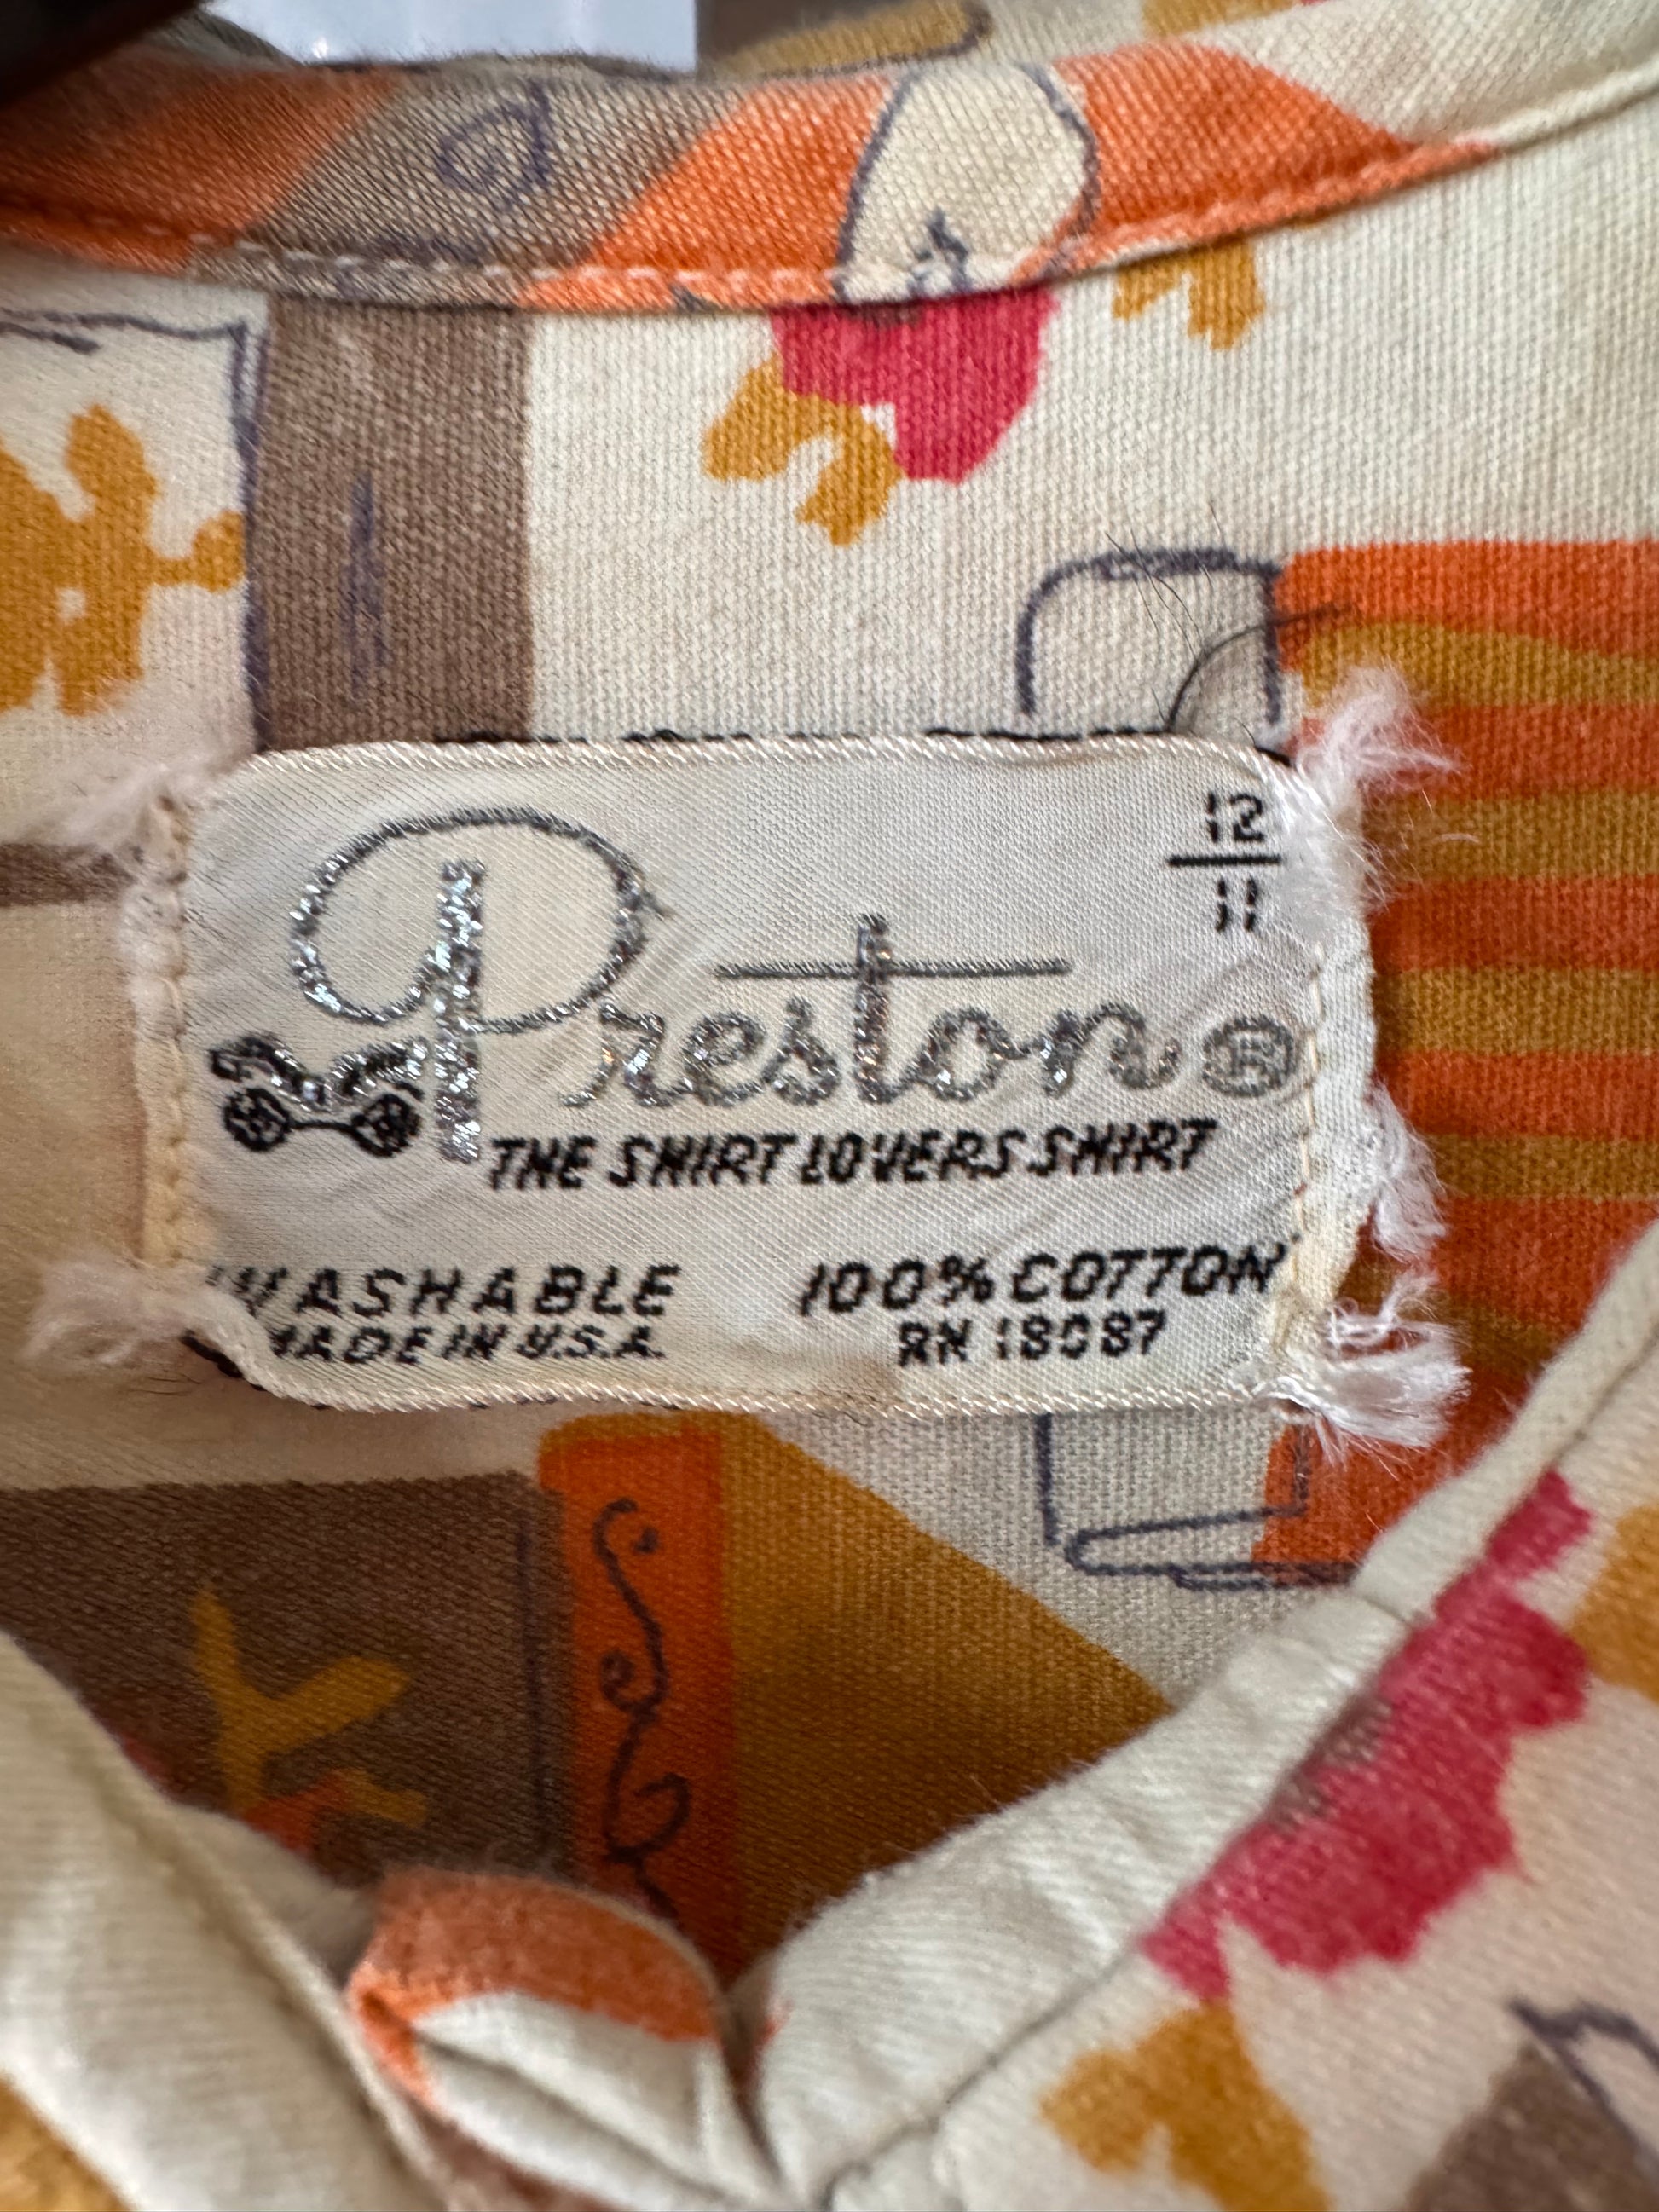 12
11
Preston®
THE SHIRT LOVERS SHIRT
WASHABLE 100% COTTON
MADE IN U.S.A. RN 18087